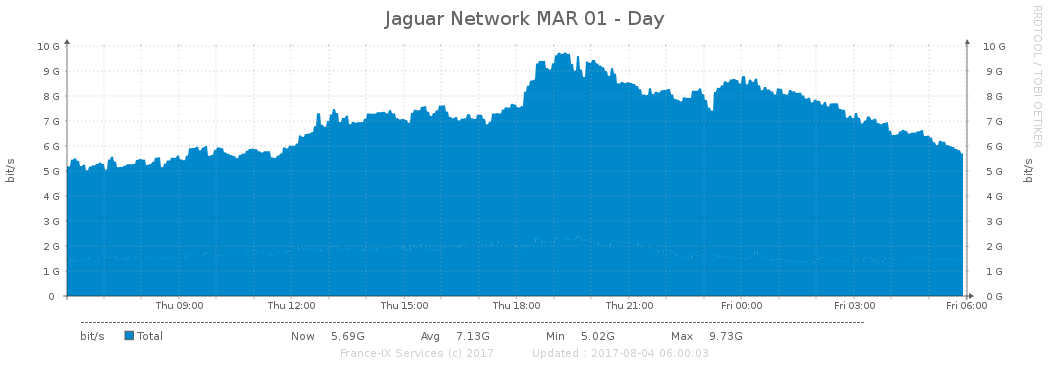 Jaguar Network MAR 01 - Day
RRDTOOL / TOBI OETIKER
bit/s
10 G 10 G
9 G 9 G
8 G 8 G
7 G 7 G
6 G 6 G
5 G 5 G
4 G 4 G
3 G 3 G
2 G 2 G
1 G 1 G
0 0 G
bit/s
Thu 09:00 Thu 12:00 Thu 15:00 Thu 18:00 Thu 21:00 Fri 00:00 Fri 03:00 Fri 06:00
bit/s Total Now 5.69G Avg 7.13G Min 5.02G Max 9.73G
France-IX Services (c) 2017 Updated : 2017-08-04 06:00:03